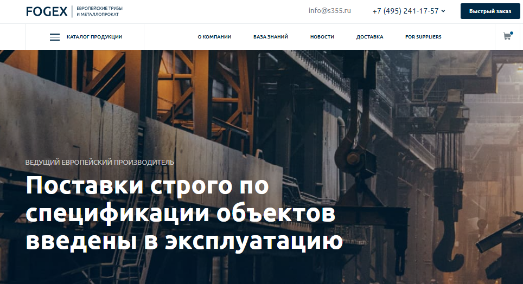 FOGEX
ЕВРОПЕЙСКИЕ ТРУБЫ
И МЕТАЛЛОПРОКАТ
info@s355.ru
+7 (495) 241-17-57
Быстрый заказ
КАТАЛОГ ПРОДУКЦИИ
О КОМПАНИИ
БАЗА ЗНАНИЙ
НОВОСТИ
ДОСТАВКА
FOR SUPPLIERS
ВЕДУЩИЙ ЕВРОПЕЙСКИЙ ПРОИЗВОДИТЕЛЬ
Поставки строго по
спецификации объектов
введены в эксплуатацию